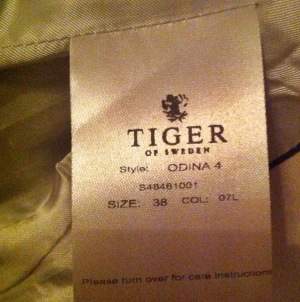 TIGER
OF SWEDEN
Style: ODINA 4
S48461001
SIZE: 38 COL: 07L
Please turn over for care instructions